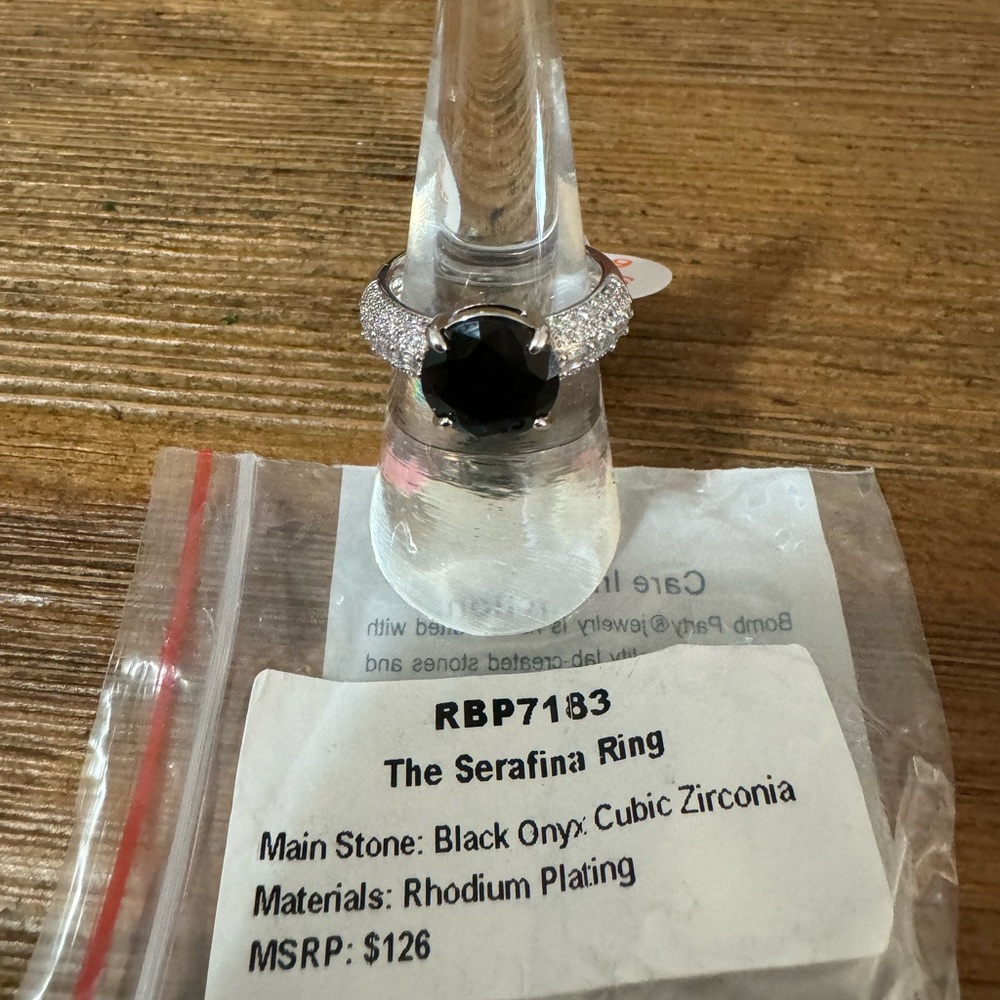 Care In
Bomb Party® jewelry is
with
lab-created stones and
RBP7183
The Serafina Ring
Main Stone: Black Onyx Cubic Zirconia
Materials: Rhodium Plating
MSRP: $126